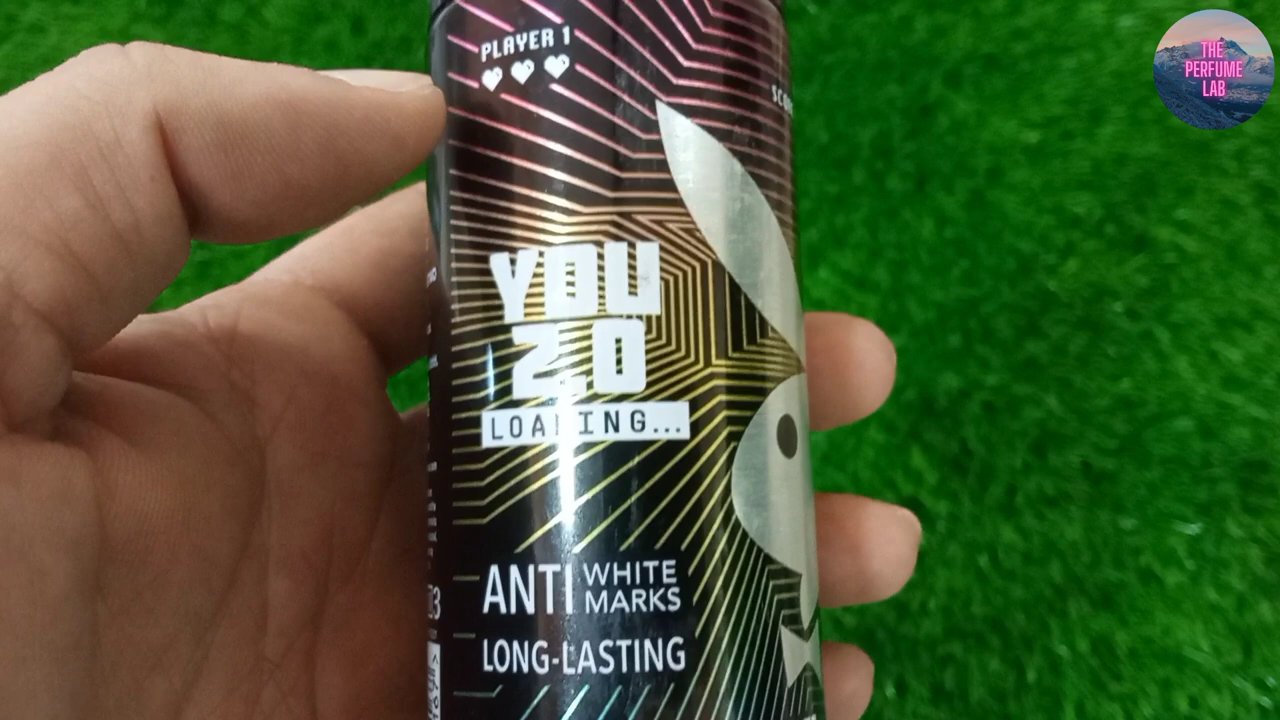 PLAYER 1
YOU
2.0
LOADING...
ANTI WHITE
MARKS
LONG-LASTING
THE
PERFUME
LAB